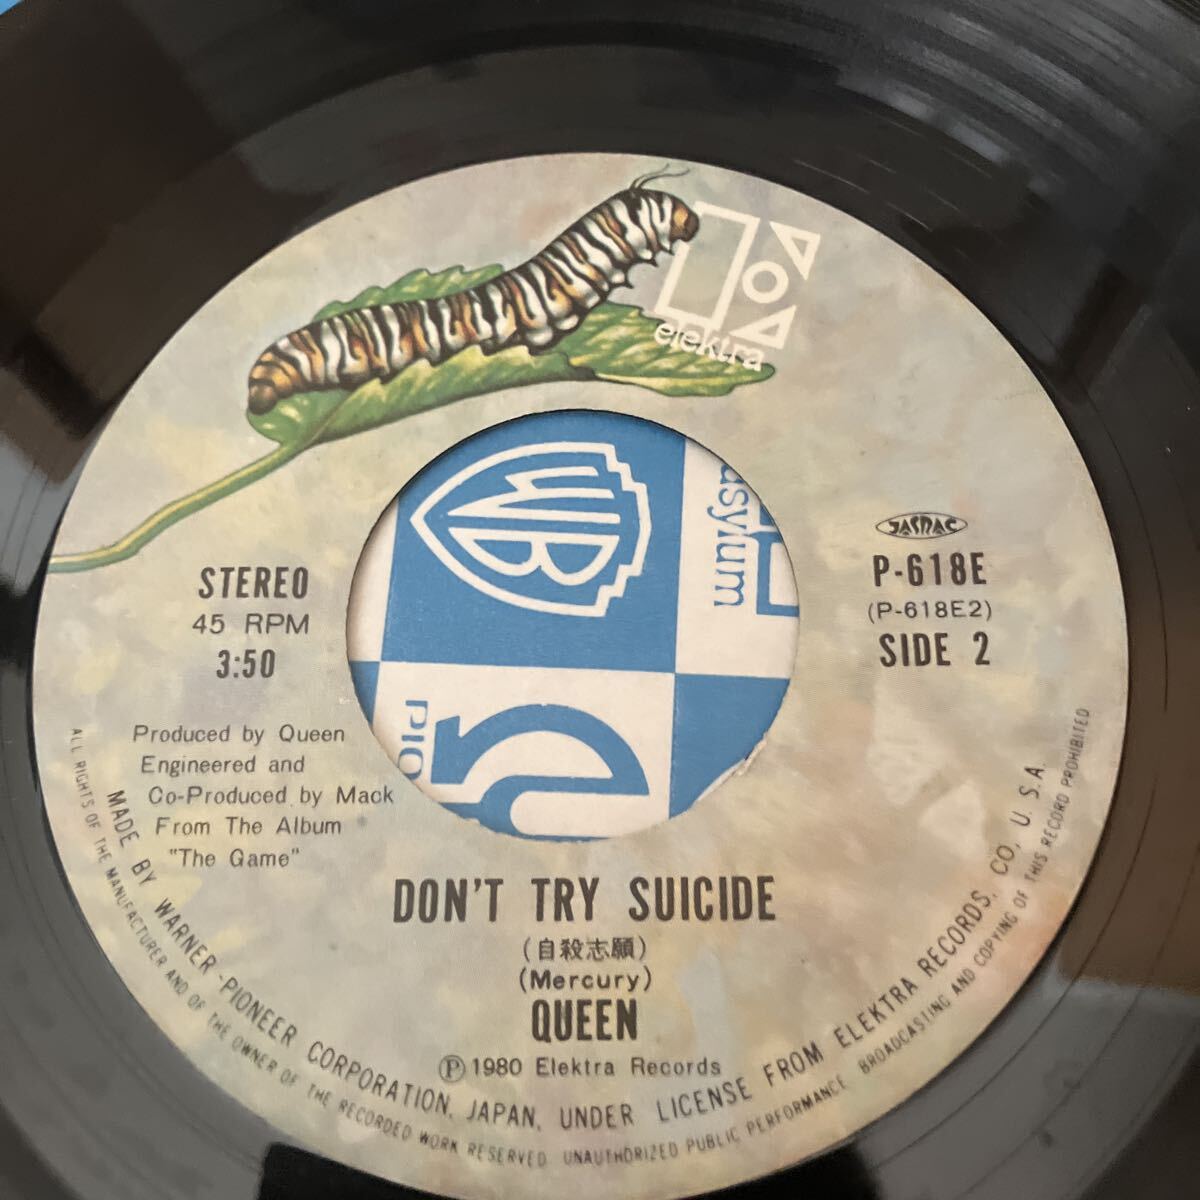 elektra
WB
asylum
pio
JASRAC
P-618E
(P-618E2)
SIDE 2
STEREO
45 RPM
3:50
Produced by Queen
Engineered and
Co-Produced by Mack
From The Album
"The Game"
DON'T TRY SUICIDE
(自殺志願)
(Mercury)
QUEEN
Ⓟ 1980 Elektra Records
MADE BY WARNER-PIONEER CORPORATION, JAPAN, UNDER LICENSE FROM ELEKTRA RECORDS, CO, U.S.A.
ALL RIGHTS OF THE MANUFACTURER AND OF THE OWNER OF THE RECORDED WORK RESERVED UNAUTHORIZED PUBLIC PERFORMANCE BROADCASTING AND COPYING OF THIS RECORD PROHIBITED